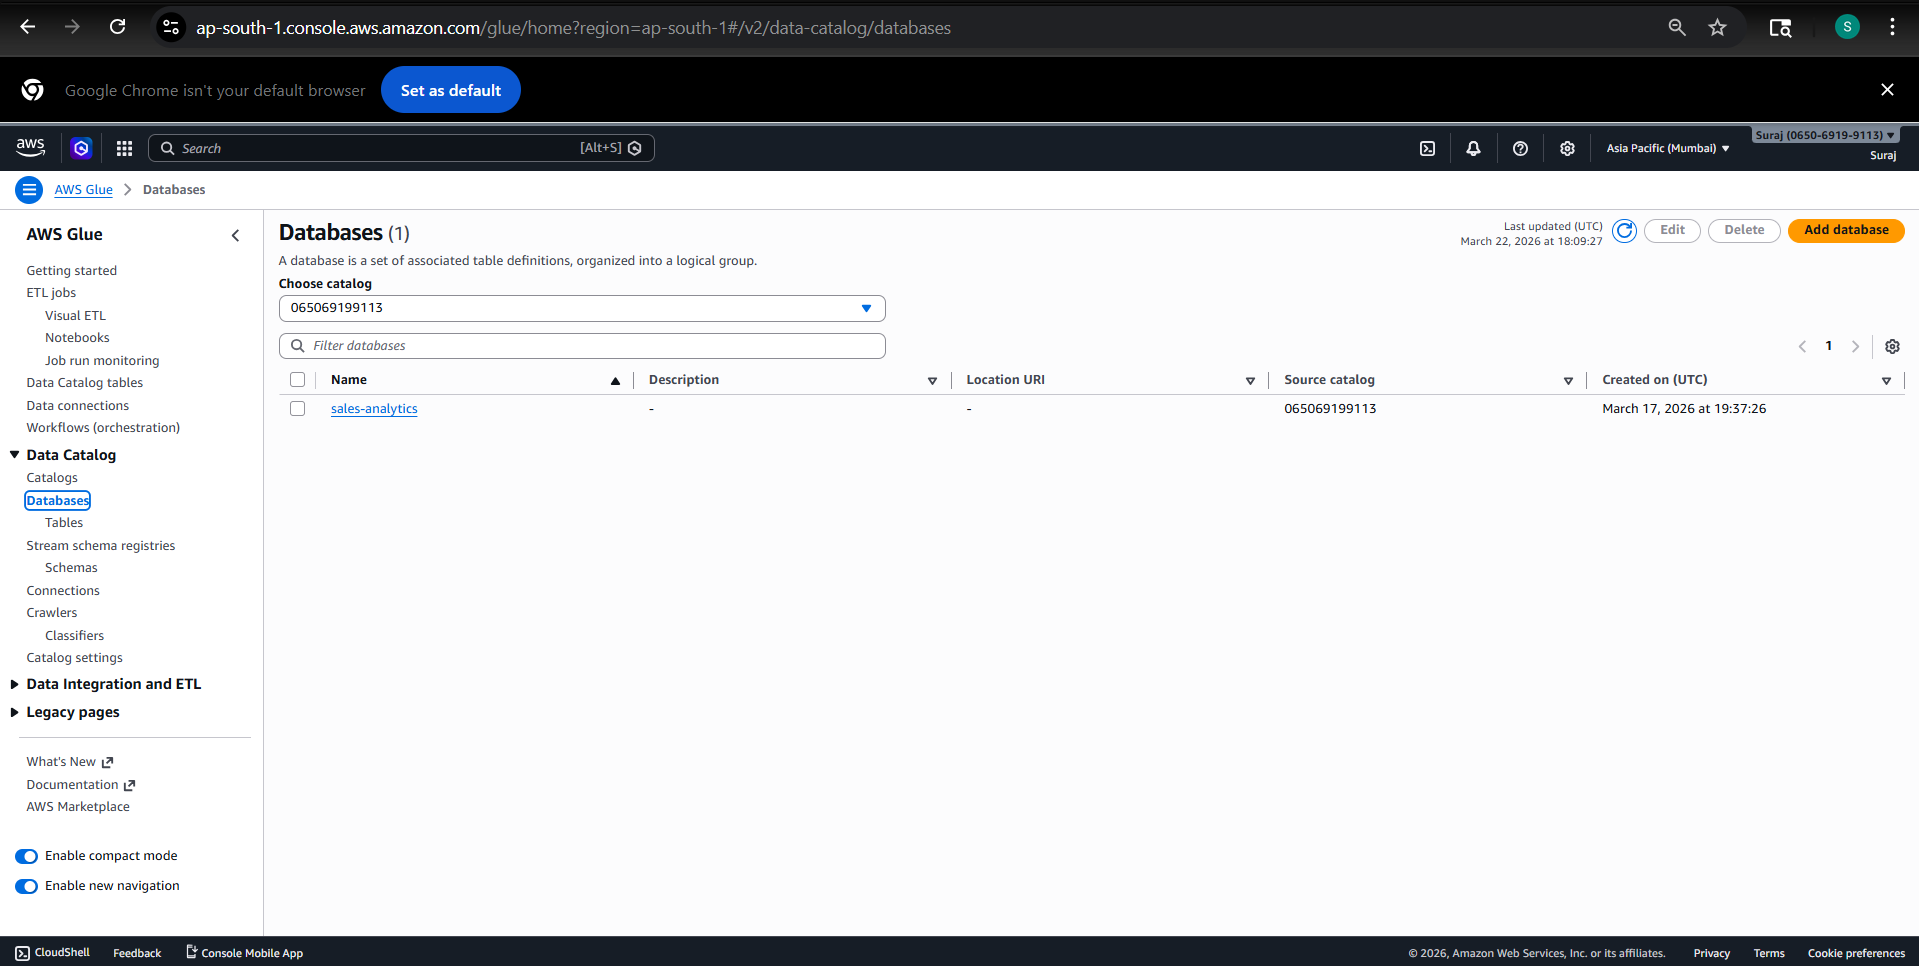 ap-south-1.console.aws.amazon.com/glue/home?region=ap-south-1#/v2/data-catalog/databases
S
Google Chrome isn't your default browser
Set as default
aws
Search
[Alt+S]
Asia Pacific (Mumbai)
Suraj (0650-6919-9113)
Suraj
AWS Glue
Databases
AWS Glue
Getting started
ETL jobs
Visual ETL
Notebooks
Job run monitoring
Data Catalog tables
Data connections
Workflows (orchestration)
Data Catalog
Catalogs
Databases
Tables
Stream schema registries
Schemas
Connections
Crawlers
Classifiers
Catalog settings
Data Integration and ETL
Legacy pages
What's New
Documentation
AWS Marketplace
Enable compact mode
Enable new navigation
Databases (1)
Last updated (UTC)
March 22, 2026 at 18:09:27
Edit
Delete
Add database
A database is a set of associated table definitions, organized into a logical group.
Choose catalog
065069199113
Filter databases
1
Name Description Location URI Source catalog Created on (UTC)
sales-analytics - - 065069199113 March 17, 2026 at 19:37:26
CloudShell Feedback Console Mobile App © 2026, Amazon Web Services, Inc. or its affiliates. Privacy Terms Cookie preferences